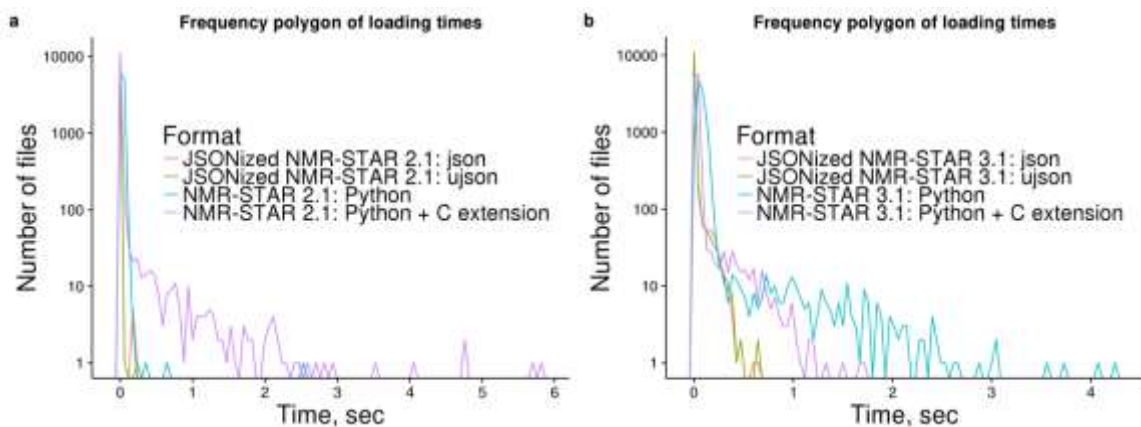 a Frequency polygon of loading times
Number of files
10000
1000
100
10
1
Format
JSONized NMR-STAR 2.1: json
JSONized NMR-STAR 2.1: ujson
NMR-STAR 2.1: Python
NMR-STAR 2.1: Python + C extension
0 1 2 3 4 5 6
Time, sec
b Frequency polygon of loading times
Number of files
10000
1000
100
10
1
Format
JSONized NMR-STAR 3.1: json
JSONized NMR-STAR 3.1: ujson
NMR-STAR 3.1: Python
NMR-STAR 3.1: Python + C extension
0 1 2 3 4
Time, sec